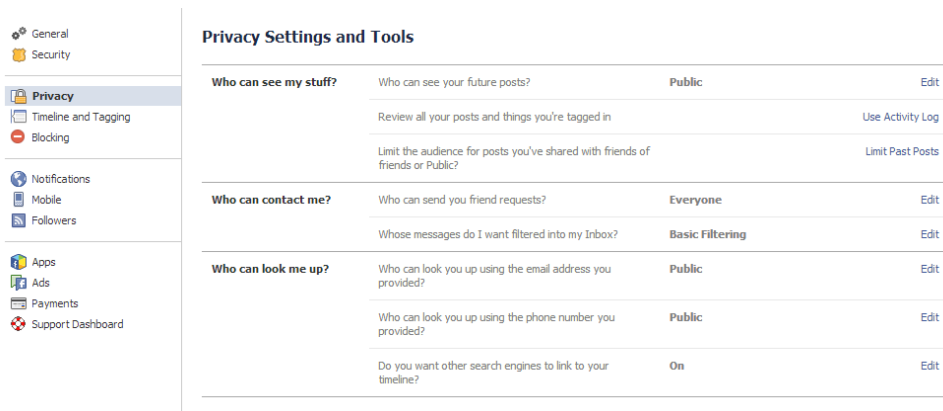 General
Security
Privacy
Timeline and Tagging
Blocking
Notifications
Mobile
Followers
Apps
Ads
Payments
Support Dashboard
Privacy Settings and Tools
Who can see my stuff? Who can see your future posts? Public Edit
Review all your posts and things you're tagged in Use Activity Log
Limit the audience for posts you've shared with friends of Limit Past Posts
friends or Public?
Who can contact me? Who can send you friend requests? Everyone Edit
Whose messages do I want filtered into my Inbox? Basic Filtering Edit
Who can look me up? Who can look you up using the email address you Public Edit
provided?
Who can look you up using the phone number you Public Edit
provided?
Do you want other search engines to link to your On Edit
timeline?